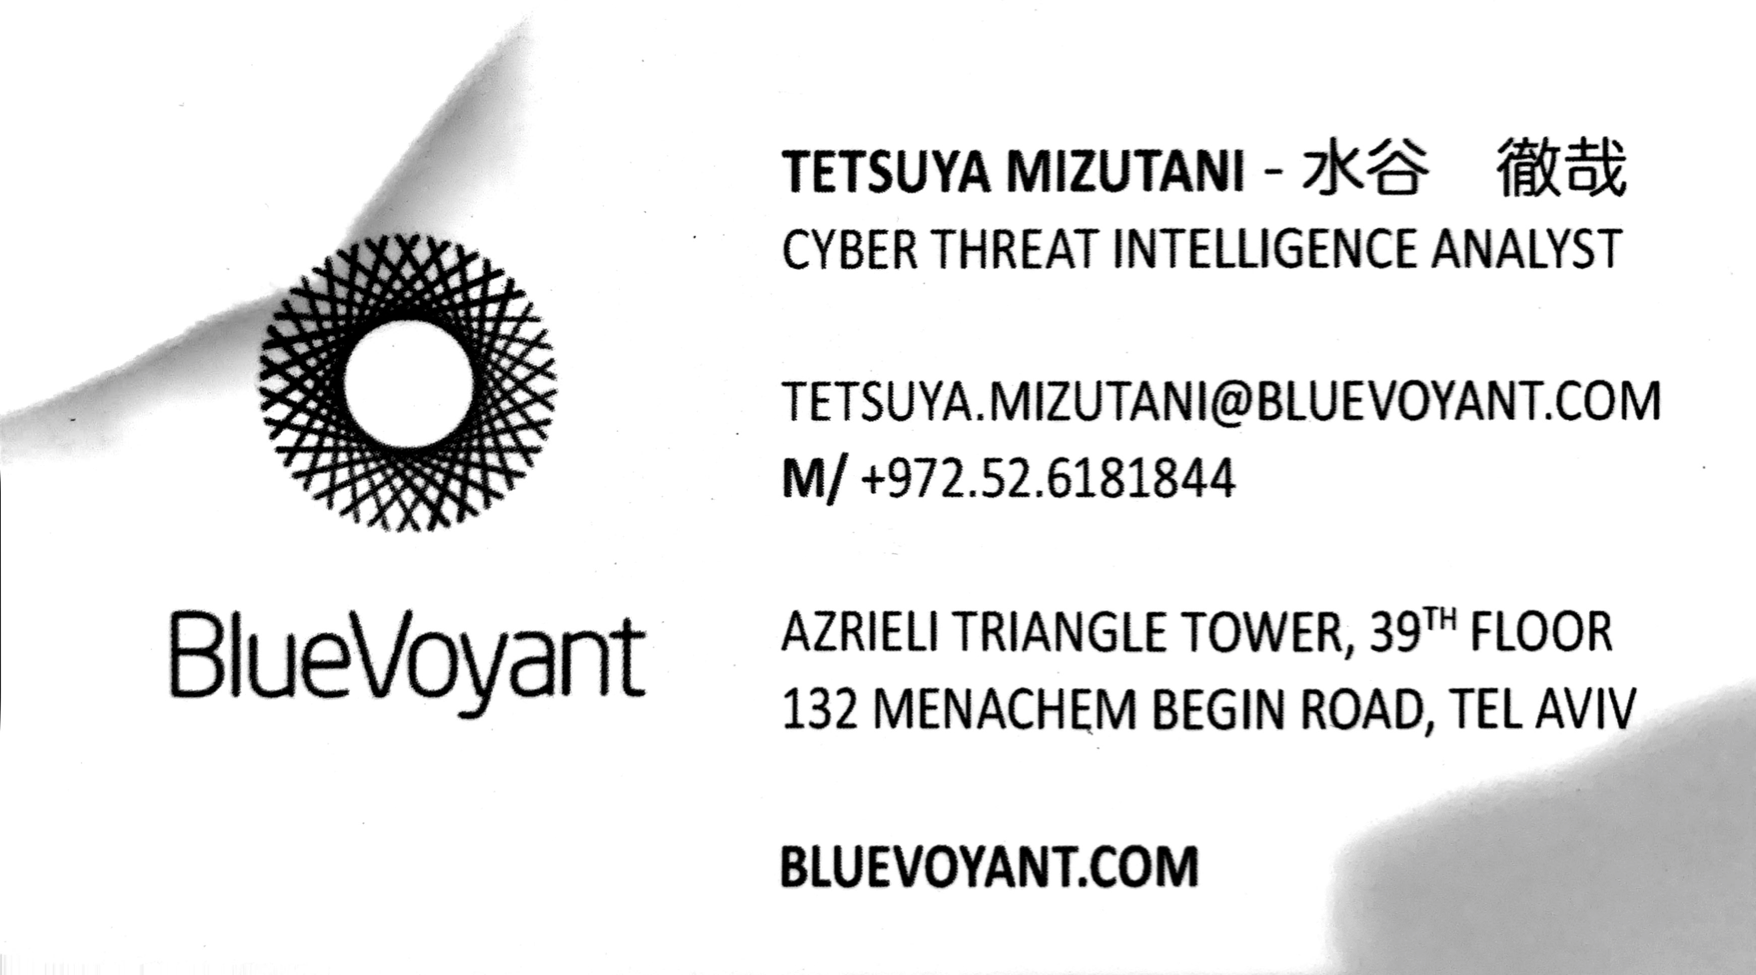 BlueVoyant
TETSUYA MIZUTANI - 水谷　徹哉
CYBER THREAT INTELLIGENCE ANALYST
TETSUYA.MIZUTANI@BLUEVOYANT.COM
M/ +972.52.6181844
AZRIELI TRIANGLE TOWER, 39TH FLOOR
132 MENACHEM BEGIN ROAD, TEL AVIV
BLUEVOYANT.COM